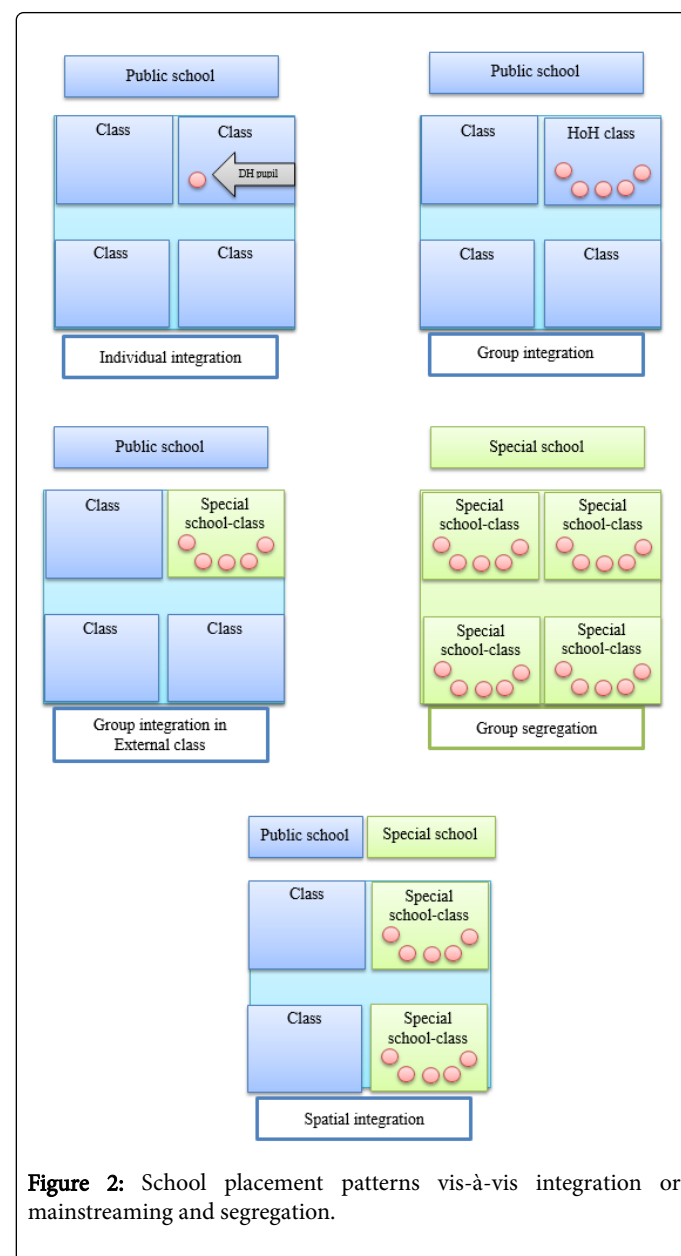 Public school
Class
Class
DH pupil
Class
Class
Individual integration
Public school
Class
HoH class
Class
Class
Group integration
Public school
Class
Special
school-class
Class
Class
Group integration in
External class
Special school
Special
school-class
Special
school-class
Special
school-class
Special
school-class
Group segregation
Public school
Special school
Class
Special
school-class
Class
Special
school-class
Spatial integration
Figure 2: School placement patterns vis-à-vis integration or
mainstreaming and segregation.